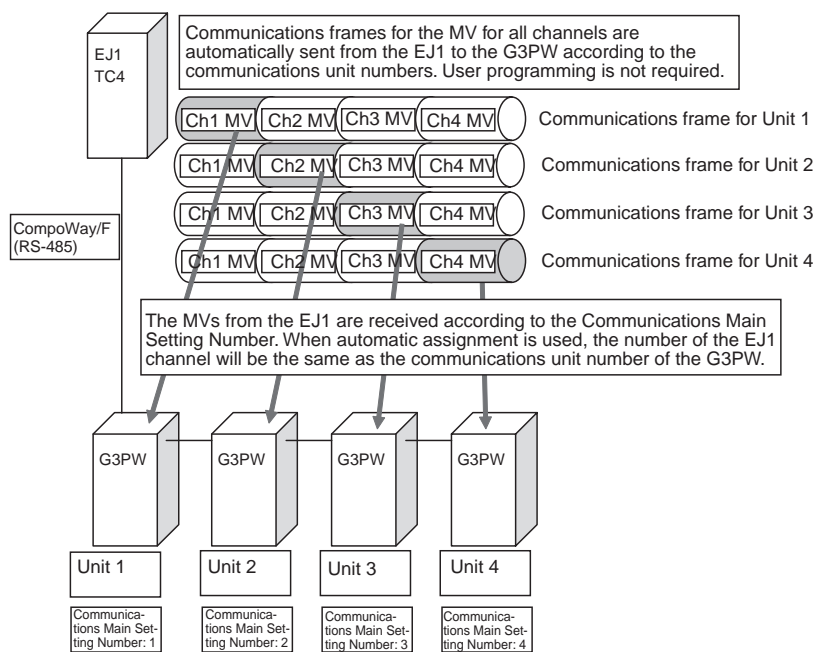 EJ1
TC4
Communications frames for the MV for all channels are
automatically sent from the EJ1 to the G3PW according to the
communications unit numbers. User programming is not required.
Ch1 MV Ch2 MV Ch3 MV Ch4 MV Communications frame for Unit 1
Ch1 MV Ch2 MV Ch3 MV Ch4 MV Communications frame for Unit 2
Ch1 MV Ch2 MV Ch3 MV Ch4 MV Communications frame for Unit 3
Ch1 MV Ch2 MV Ch3 MV Ch4 MV Communications frame for Unit 4
CompoWay/F
(RS-485)
The MVs from the EJ1 are received according to the Communications Main
Setting Number. When automatic assignment is used, the number of the EJ1
channel will be the same as the communications unit number of the G3PW.
G3PW G3PW G3PW G3PW
Unit 1 Unit 2 Unit 3 Unit 4
Communica-
tions Main Set-
ting Number: 1
Communica-
tions Main Set-
ting Number: 2
Communica-
tions Main Set-
ting Number: 3
Communica-
tions Main Set-
ting Number: 4